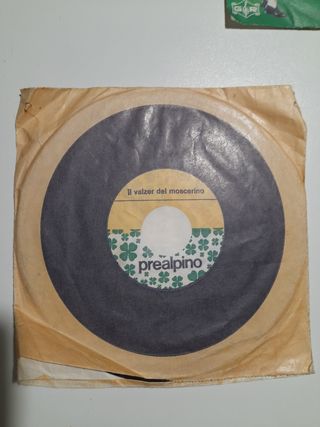 Il valzer del moscerino
prealpino